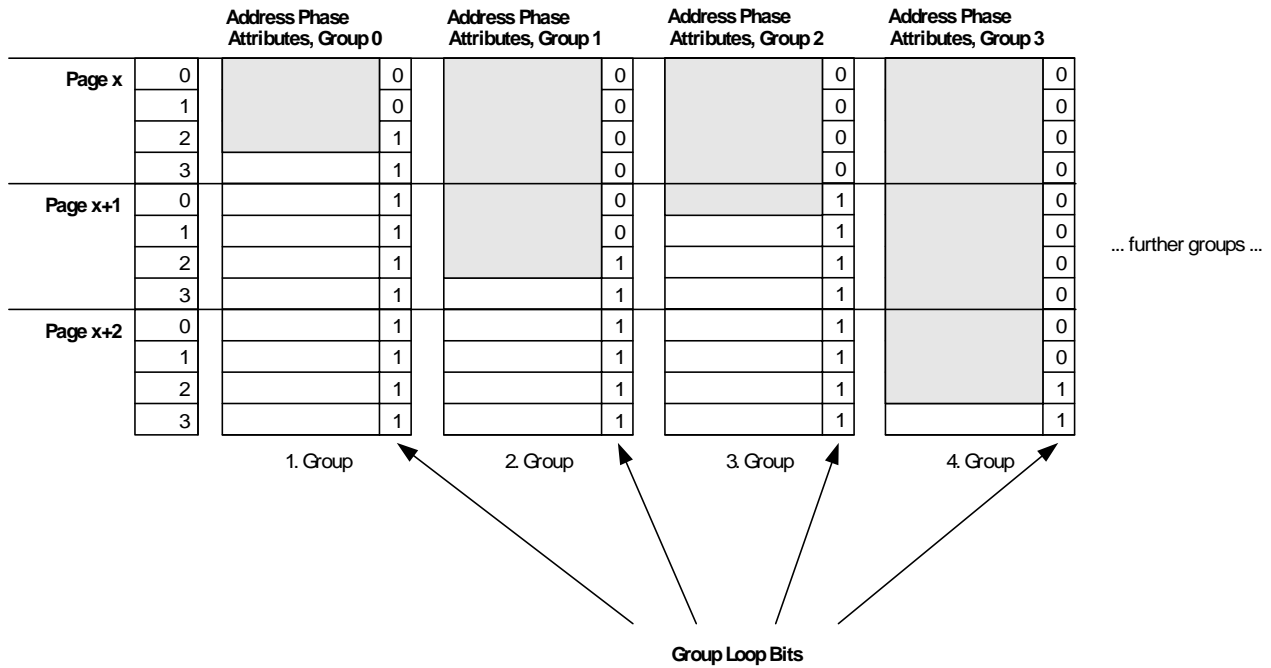 Address Phase Attributes, Group 0
Address Phase Attributes, Group 1
Address Phase Attributes, Group 2
Address Phase Attributes, Group 3
Page x 0 0 0 0 0
1 0 0 0 0
2 1 0 0 0
3 1 0 0 0
Page x+1 0 1 0 1 0
1 1 0 1 0
2 1 1 1 0
3 1 1 1 0
... further groups ...
Page x+2 0 1 1 1 0
1 1 1 1 0
2 1 1 1 1
3 1 1 1 1
1. Group 2. Group 3. Group 4. Group
Group Loop Bits